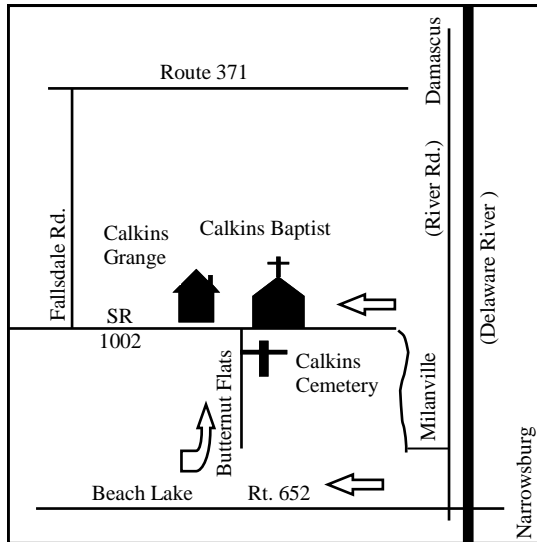 Route 371
Damascus
(River Rd.)
(Delaware River )
Fallsdale Rd.
Calkins
Grange
Calkins Baptist
SR
1002
Calkins
Cemetery
Butternut Flats
Milanville
Beach Lake
Rt. 652
Narrowsburg